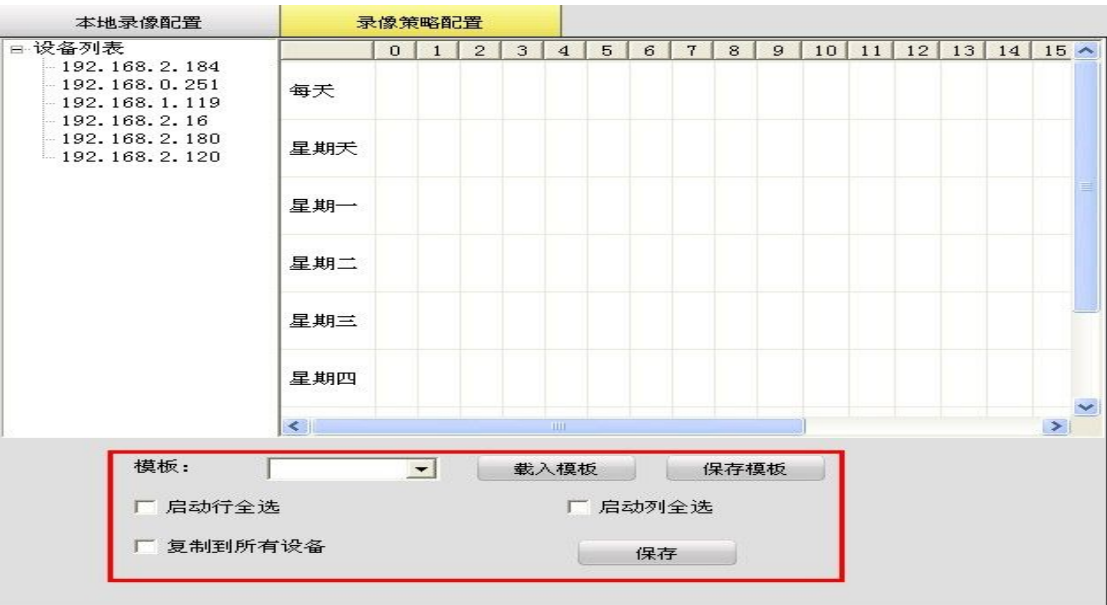 本地录像配置 录像策略配置
设备列表
192.168.2.184
192.168.0.251
192.168.1.119
192.168.2.16
192.168.2.180
192.168.2.120
0 1 2 3 4 5 6 7 8 9 10 11 12 13 14 15
每天
星期天
星期一
星期二
星期三
星期四
模板： 载入模板 保存模板
启动行全选 启动列全选
复制到所有设备 保存